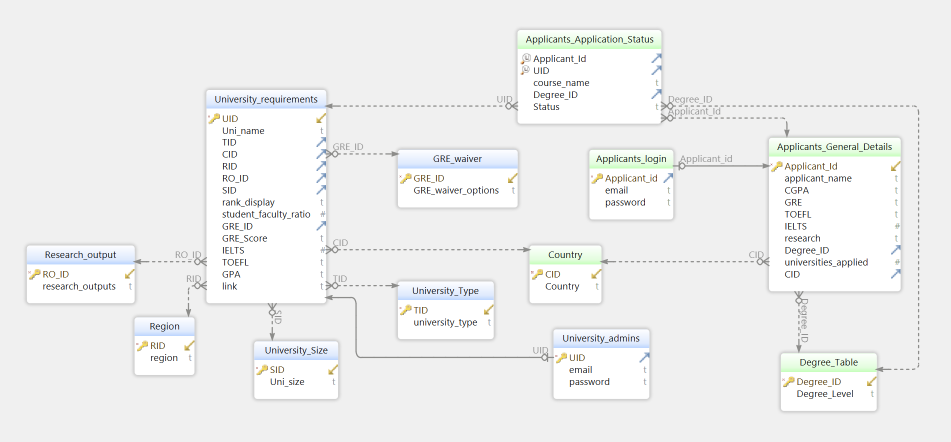 Applicants_Application_Status
Applicant_Id
UID
course_name
t
Degree_ID
Status
t
UID
Degree_ID
Applicant_Id
University_requirements
UID
Uni_name
t
TID
CID
RID
RO_ID
SID
rank_display
t
student_faculty_ratio
#
GRE_ID
GRE_Score
t
IELTS
#
TOEFL
t
GPA
t
link
t
GRE_ID
GRE_waiver
GRE_ID
GRE_waiver_options
t
Applicants_login
Applicant_id
email
t
password
t
Applicant_id
Applicants_General_Details
Applicant_Id
applicant_name
t
CGPA
t
GRE
t
TOEFL
t
IELTS
#
research
t
Degree_ID
universities_applied
#
CID
Research_output
RO_ID
research_outputs
t
RO_ID
RID
CID
TID
Country
CID
Country
t
CID
University_Type
TID
university_type
t
Region
RID
region
t
SID
University_Size
SID
Uni_size
t
UID
University_admins
UID
email
t
password
t
Degree_ID
Degree_Table
Degree_ID
Degree_Level
t